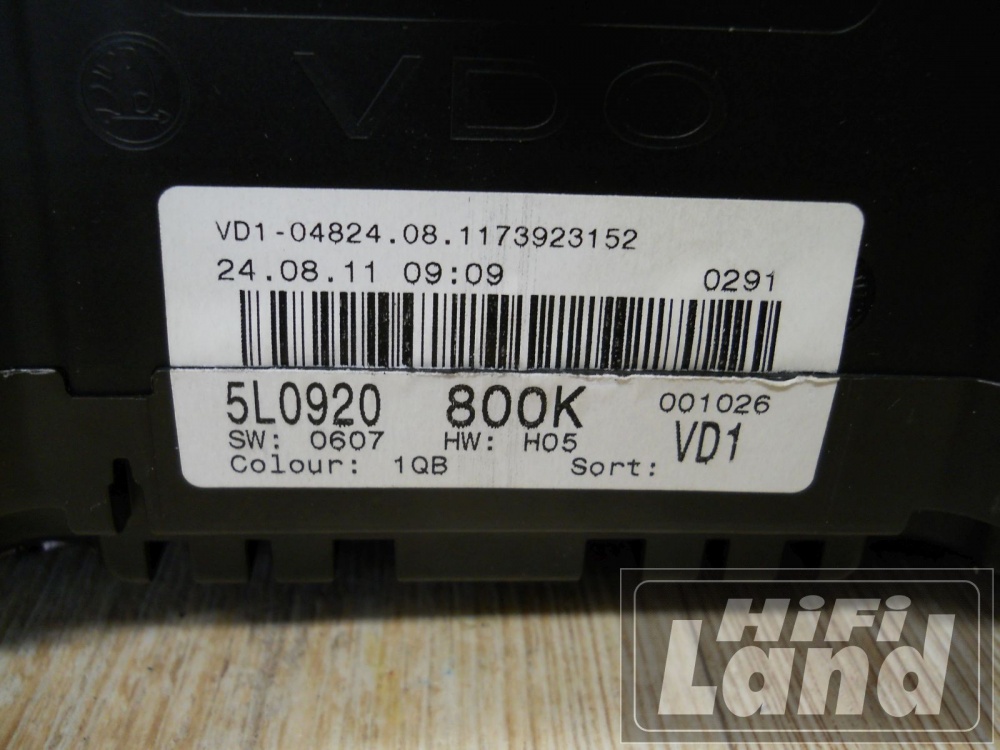 VDO
VD1-04824.08.1173923152
24.08.11 09:09 0291
5L0920 800K 001026
SW: 0607 HW: H05 VD1
Colour: 1QB Sort:
HiFi
Land